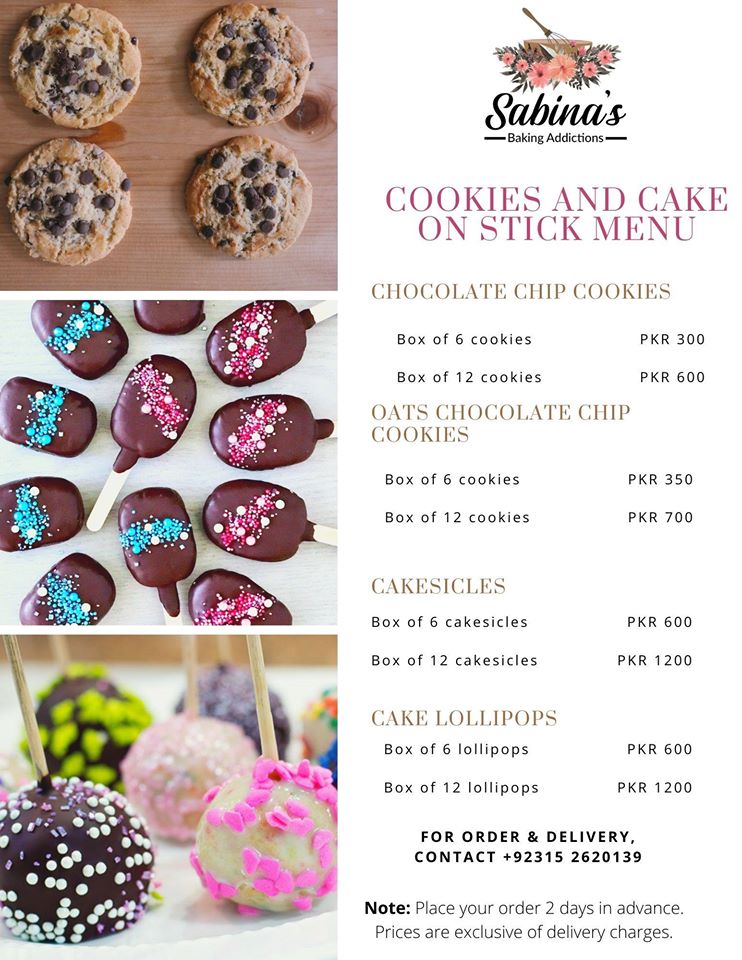 Sabina's
Baking Addictions
COOKIES AND CAKE
ON STICK MENU
CHOCOLATE CHIP COOKIES
Box of 6 cookies PKR 300
Box of 12 cookies PKR 600
OATS CHOCOLATE CHIP
COOKIES
Box of 6 cookies PKR 350
Box of 12 cookies PKR 700
CAKESICLES
Box of 6 cakesicles PKR 600
Box of 12 cakesicles PKR 1200
CAKE LOLLIPOPS
Box of 6 lollipops PKR 600
Box of 12 lollipops PKR 1200
FOR ORDER & DELIVERY,
CONTACT +92315 2620139
Note: Place your order 2 days in advance.
Prices are exclusive of delivery charges.